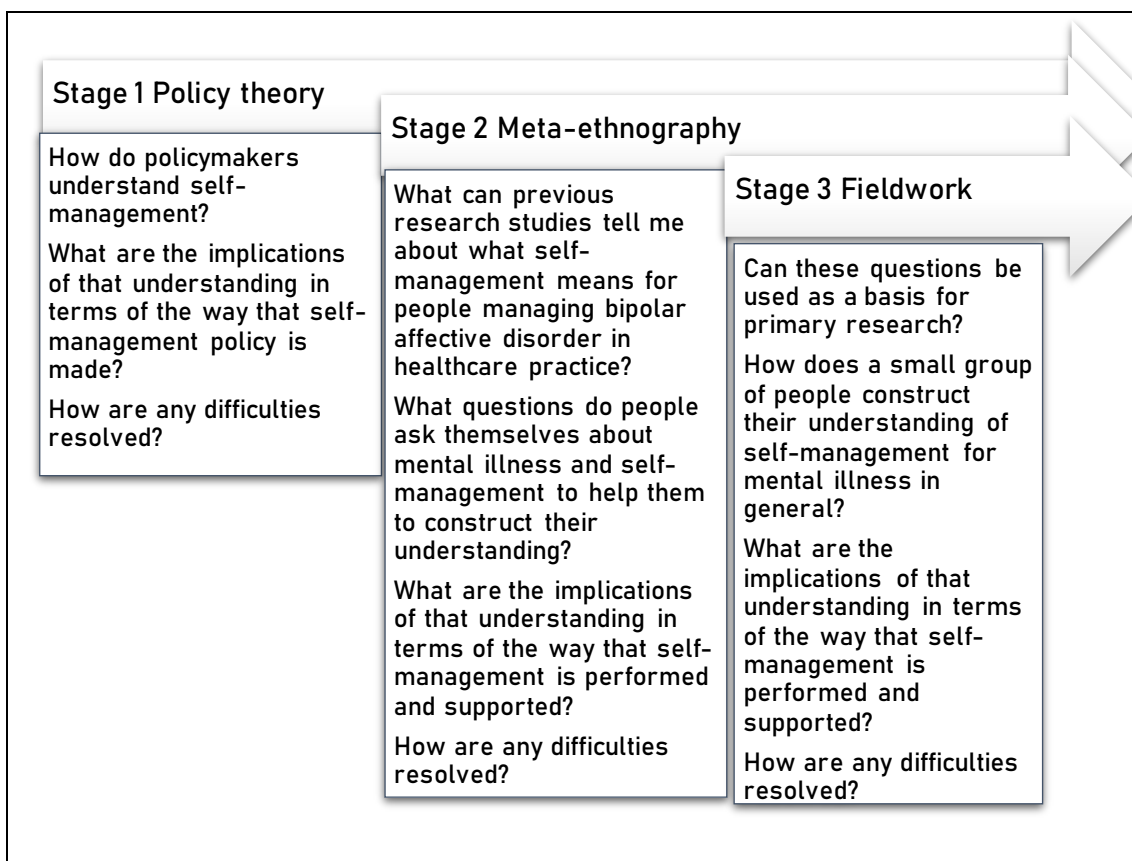 Stage 1 Policy theory
How do policymakers
understand self-
management?
What are the implications
of that understanding in
terms of the way that self-
management policy is
made?
How are any difficulties
resolved?
Stage 2 Meta-ethnography
What can previous
research studies tell me
about what self-
management means for
people managing bipolar
affective disorder in
healthcare practice?
What questions do people
ask themselves about
mental illness and self-
management to help them
to construct their
understanding?
What are the implications
of that understanding in
terms of the way that self-
management is performed
and supported?
How are any difficulties
resolved?
Stage 3 Fieldwork
Can these questions be
used as a basis for
primary research?
How does a small group
of people construct
their understanding of
self-management for
mental illness in
general?
What are the
implications of that
understanding in terms
of the way that self-
management is
performed and
supported?
How are any difficulties
resolved?